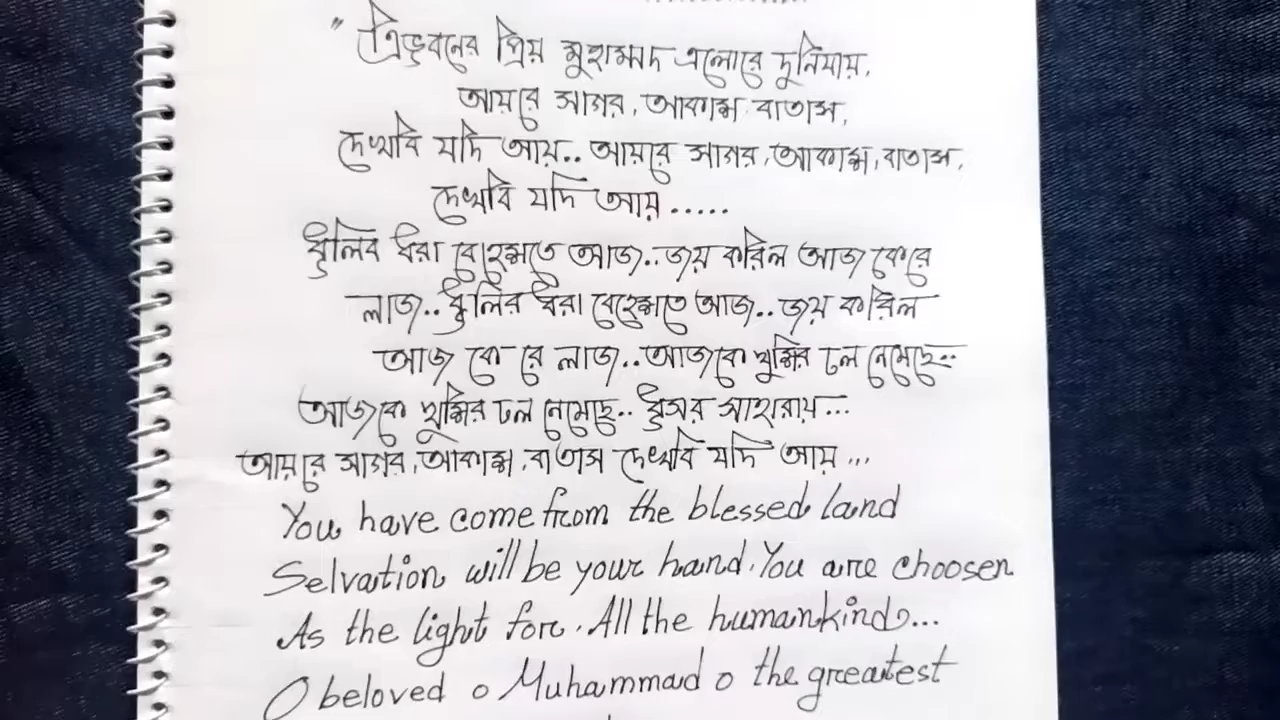 " ত্রিভুবনের প্রিয় মুহাম্মদ এলোরে দুনিয়ায়,
আয়রে সাগর, আকাশ, বাতাস,
দেখবি যদি আয়.. আয়রে সাগর, আকাশ, বাতাস,
দেখবি যদি আয়.....
ধুলির ধরা বেহেশতে আজ.. জয় করিল আজ কেরে
লাজ.. ধুলির ধরা বেহেশতে আজ.. জয় করিল
আজ কে রে লাজ.. আজকে খুশির ঢল নেমেছে..
আজকে খুশির ঢল নেমেছে.. ধুসর সাহারায়...
আয়রে সাগর, আকাশ, বাতাস দেখবি যদি আয়...
You have come from the blessed land
Selvation will be your hand. You are choosen
As the light for. All the humankind...
O beloved o Muhammad o the greatest